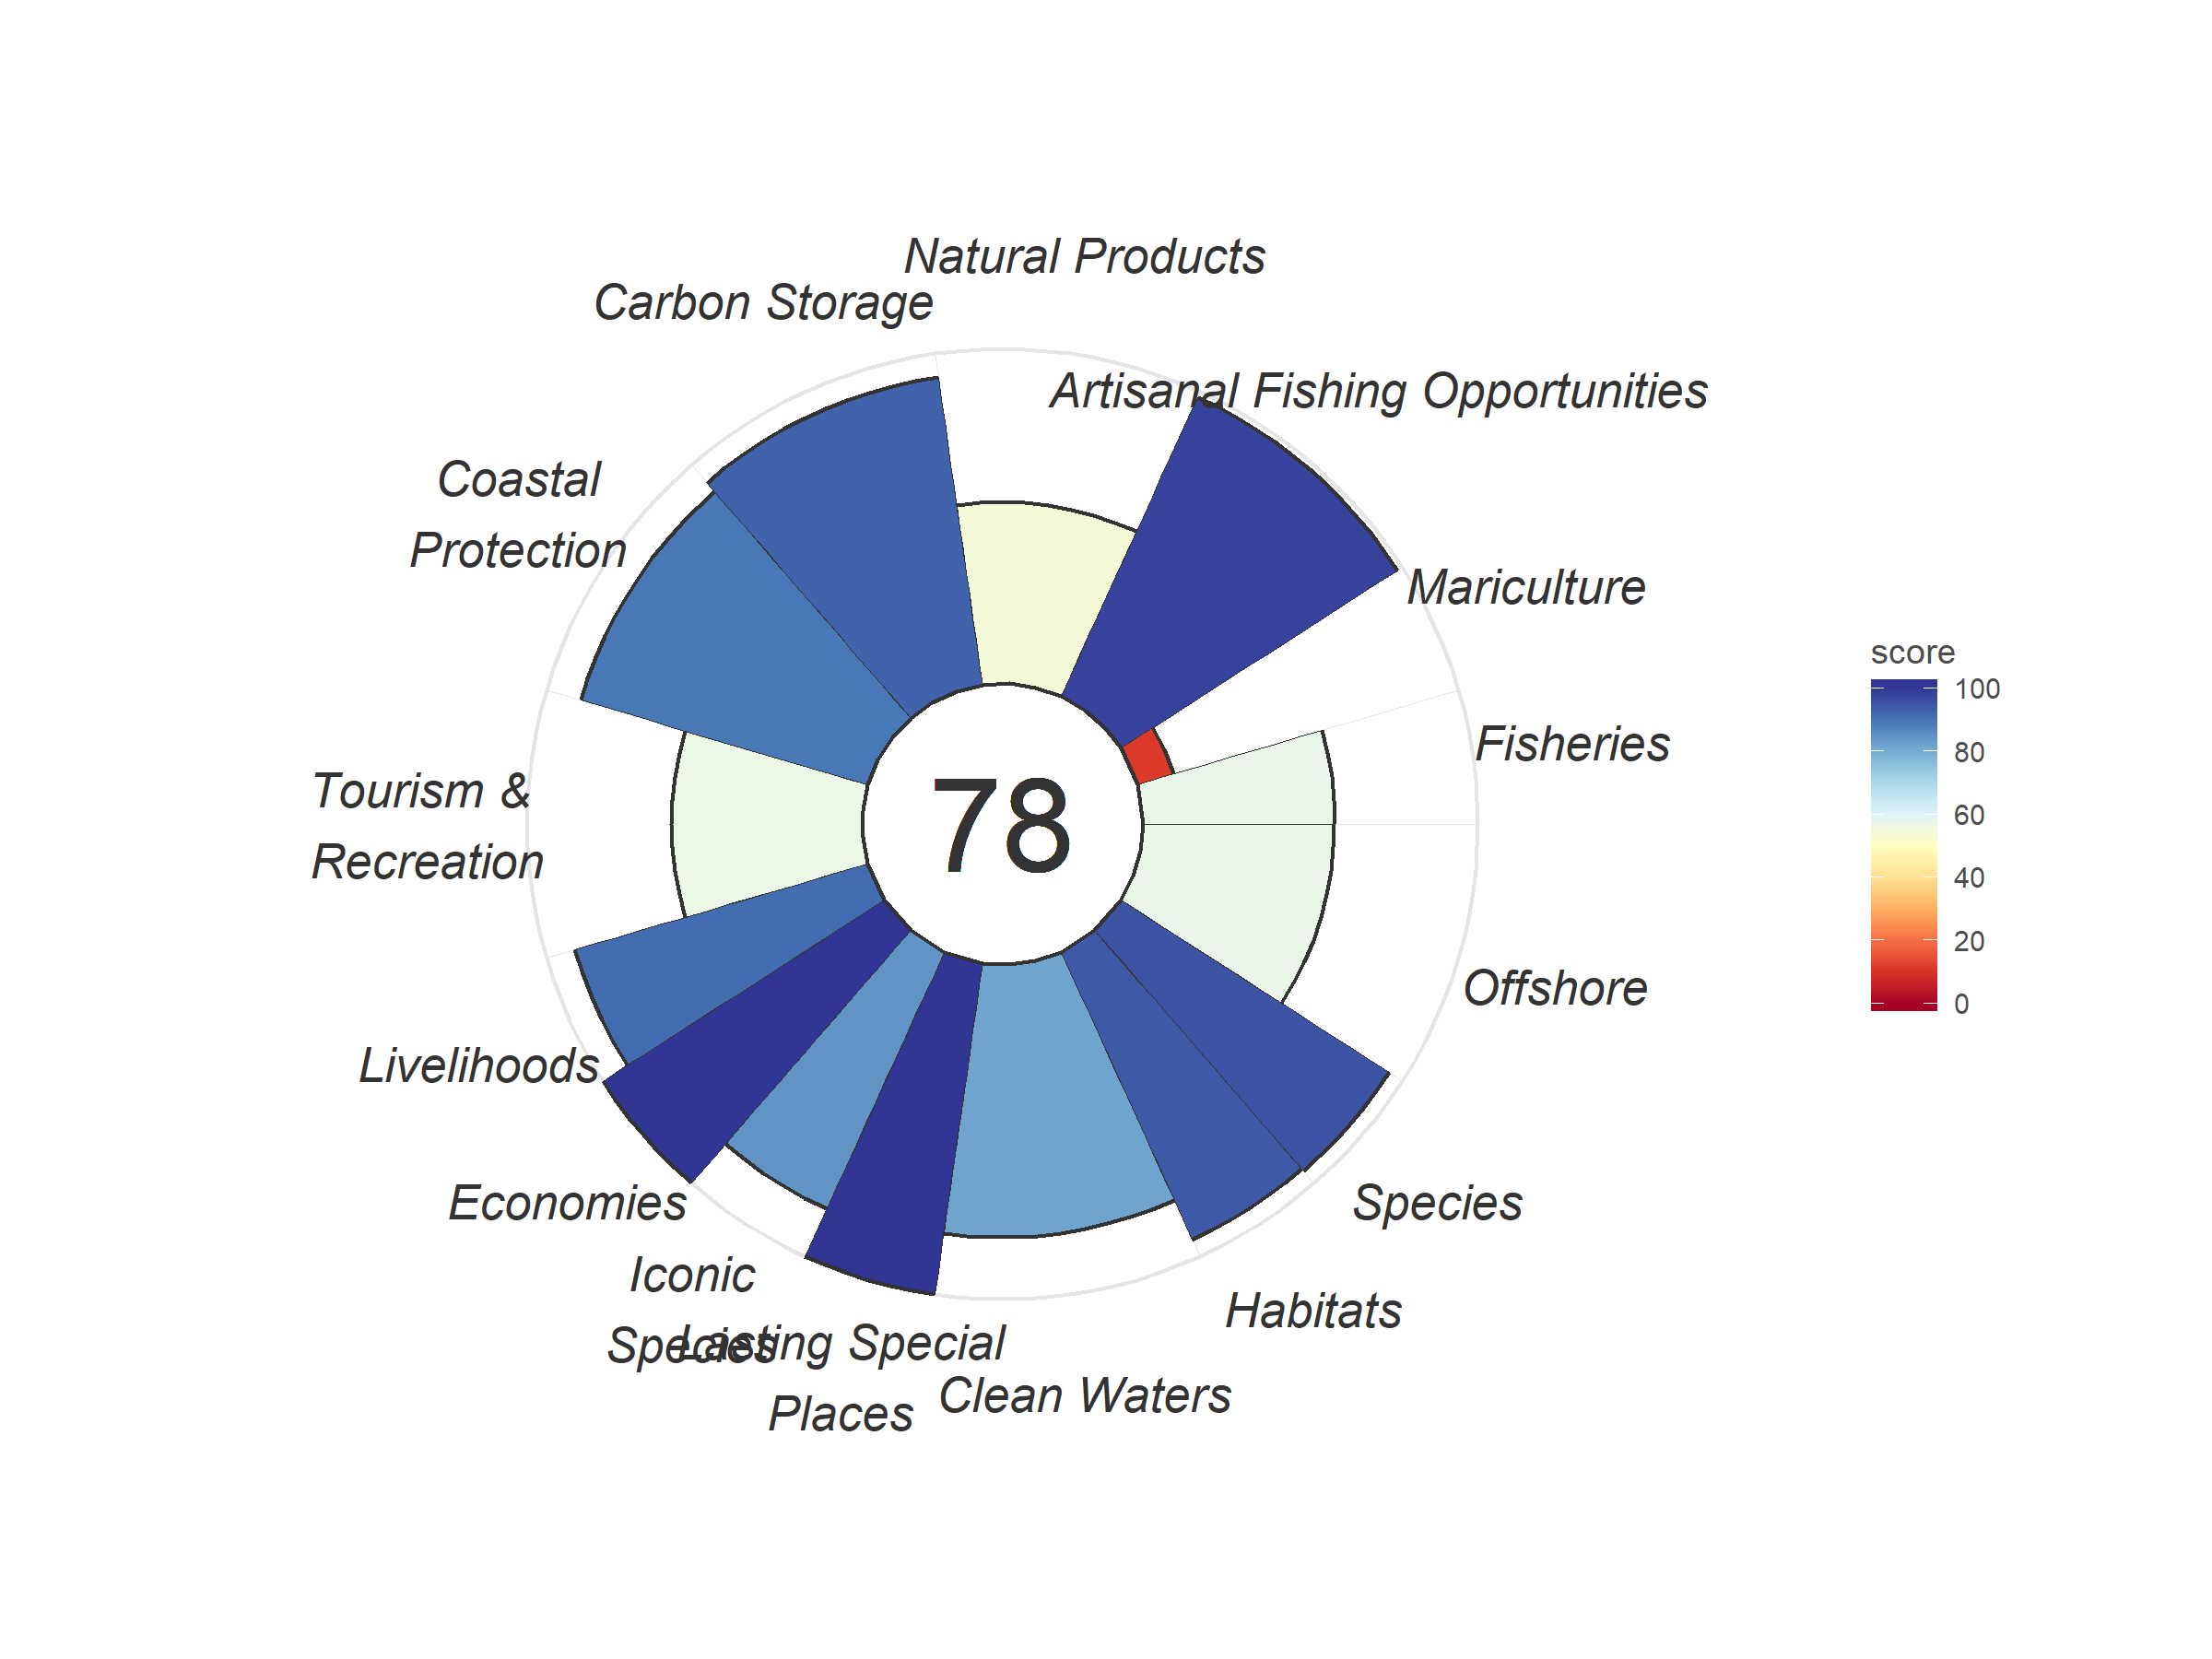 Natural Products
Carbon Storage
Artisanal Fishing Opportunities
Coastal
Protection
Mariculture
Fisheries
Tourism &
Recreation
78
Offshore
Livelihoods
Economies
Species
Iconic
Species
Habitats
Lasting Special
Places
Clean Waters
score
100
80
60
40
20
0